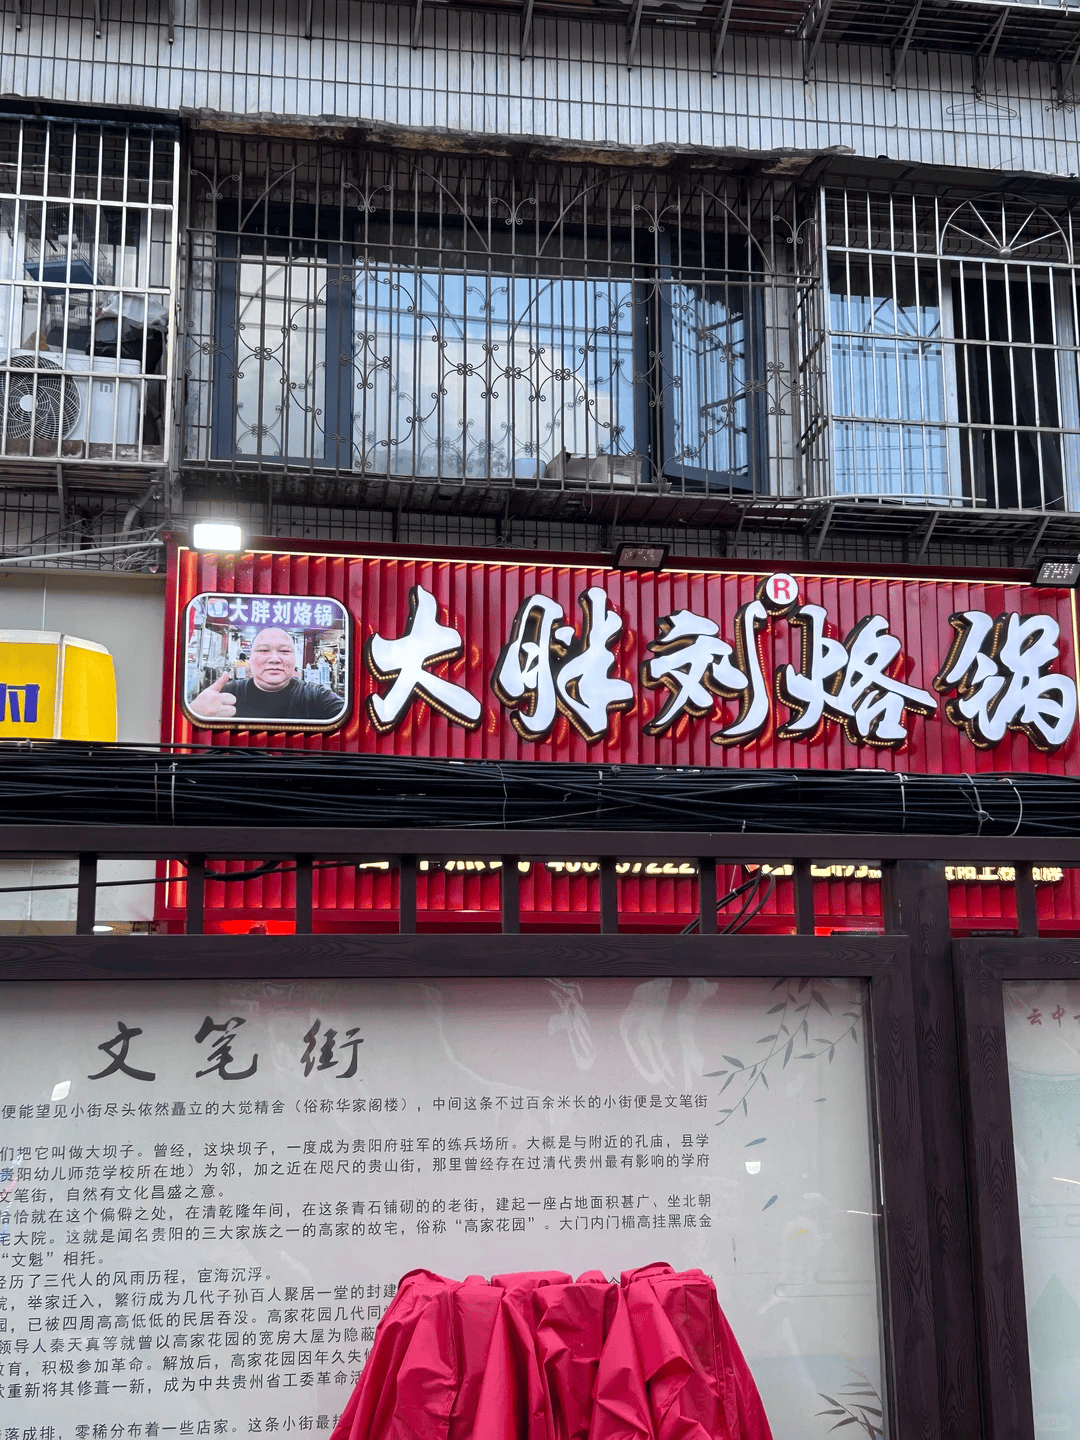 大胖刘烙锅
大胖刘烙锅
R
文笔街
便能望见小街尽头依然矗立的大觉精舍（俗称华家阁楼），中间这条不过百余米长的小街便是文笔街
们把它叫做大坝子。曾经，这块坝子，一度成为贵阳府驻军的练兵场所。大概是与附近的孔庙，县学
贵阳幼儿师范学校所在地）为邻，加之近在咫尺的贵山街，那里曾经存在过清代贵州最有影响的学府
文笔街，自然有文化昌盛之意。
恰恰就在这个偏僻之处，在清乾隆年间，在这条青石铺砌的的老街，建起一座占地面积甚广、坐北朝
宅大院。这就是闻名贵阳的三大家族之一的高家的故宅，俗称“高家花园”。大门内门楣高挂黑底金
“文魁”相托。
经历了三代人的风雨历程，宦海沉浮。
院，举家迁入，繁衍成为几代子孙百人聚居一堂的封建
园，已被四周高高低低的民居吞没。高家花园几代同
领导人秦天真等就曾以高家花园的宽房大屋为隐蔽
教育，积极参加革命。解放后，高家花园因年久失修
款重新将其修葺一新，成为中共贵州省工委革命活
落成排，零稀分布着一些店家。这条小街最热
云中